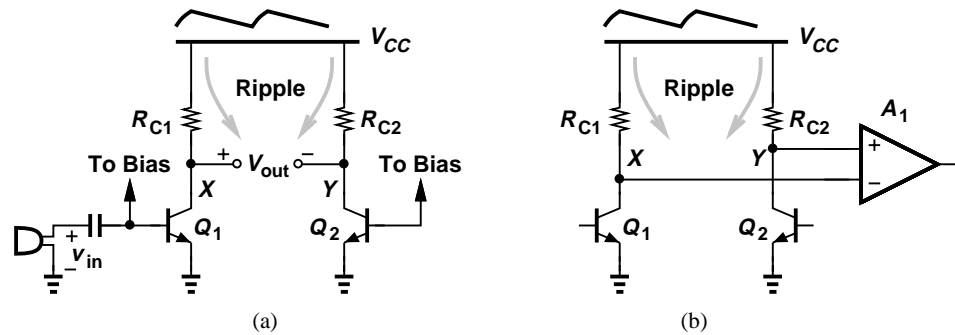 V_CC
Ripple
R_C1
R_C2
To Bias
+ V_out −
To Bias
X
Y
+
v_in
−
Q_1
Q_2
(a)
V_CC
Ripple
R_C1
R_C2
A_1
X
Y
+
−
Q_1
Q_2
(b)